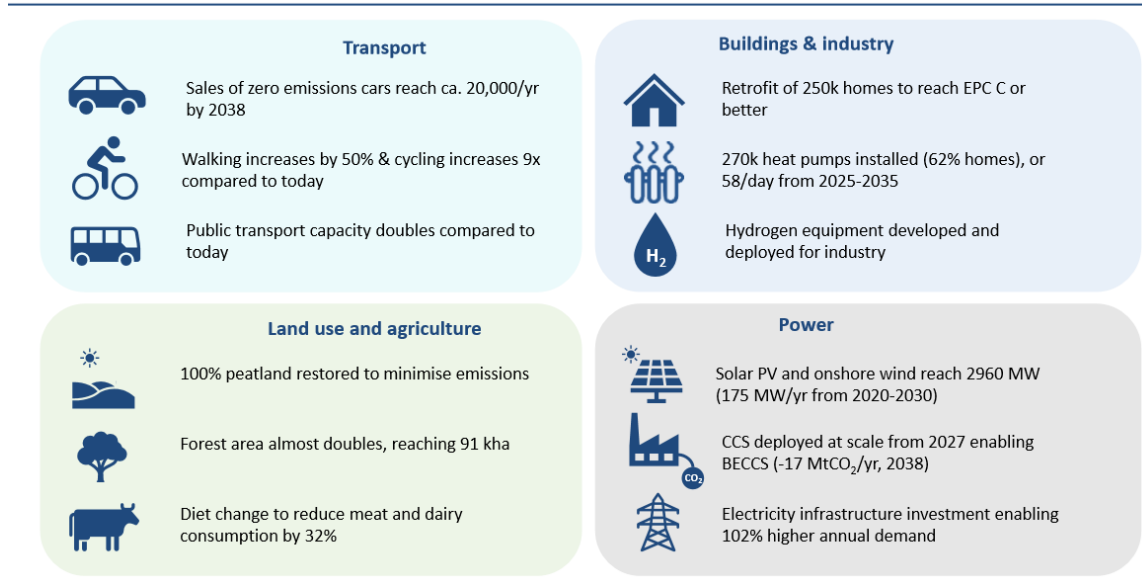 Transport
Sales of zero emissions cars reach ca. 20,000/yr
by 2038
Walking increases by 50% & cycling increases 9x
compared to today
Public transport capacity doubles compared to
today
Buildings & industry
Retrofit of 250k homes to reach EPC C or
better
270k heat pumps installed (62% homes), or
58/day from 2025-2035
H₂
Hydrogen equipment developed and
deployed for industry
Land use and agriculture
100% peatland restored to minimise emissions
Forest area almost doubles, reaching 91 kha
Diet change to reduce meat and dairy
consumption by 32%
Power
Solar PV and onshore wind reach 2960 MW
(175 MW/yr from 2020-2030)
CO₂
CCS deployed at scale from 2027 enabling
BECCS (-17 MtCO₂/yr, 2038)
Electricity infrastructure investment enabling
102% higher annual demand